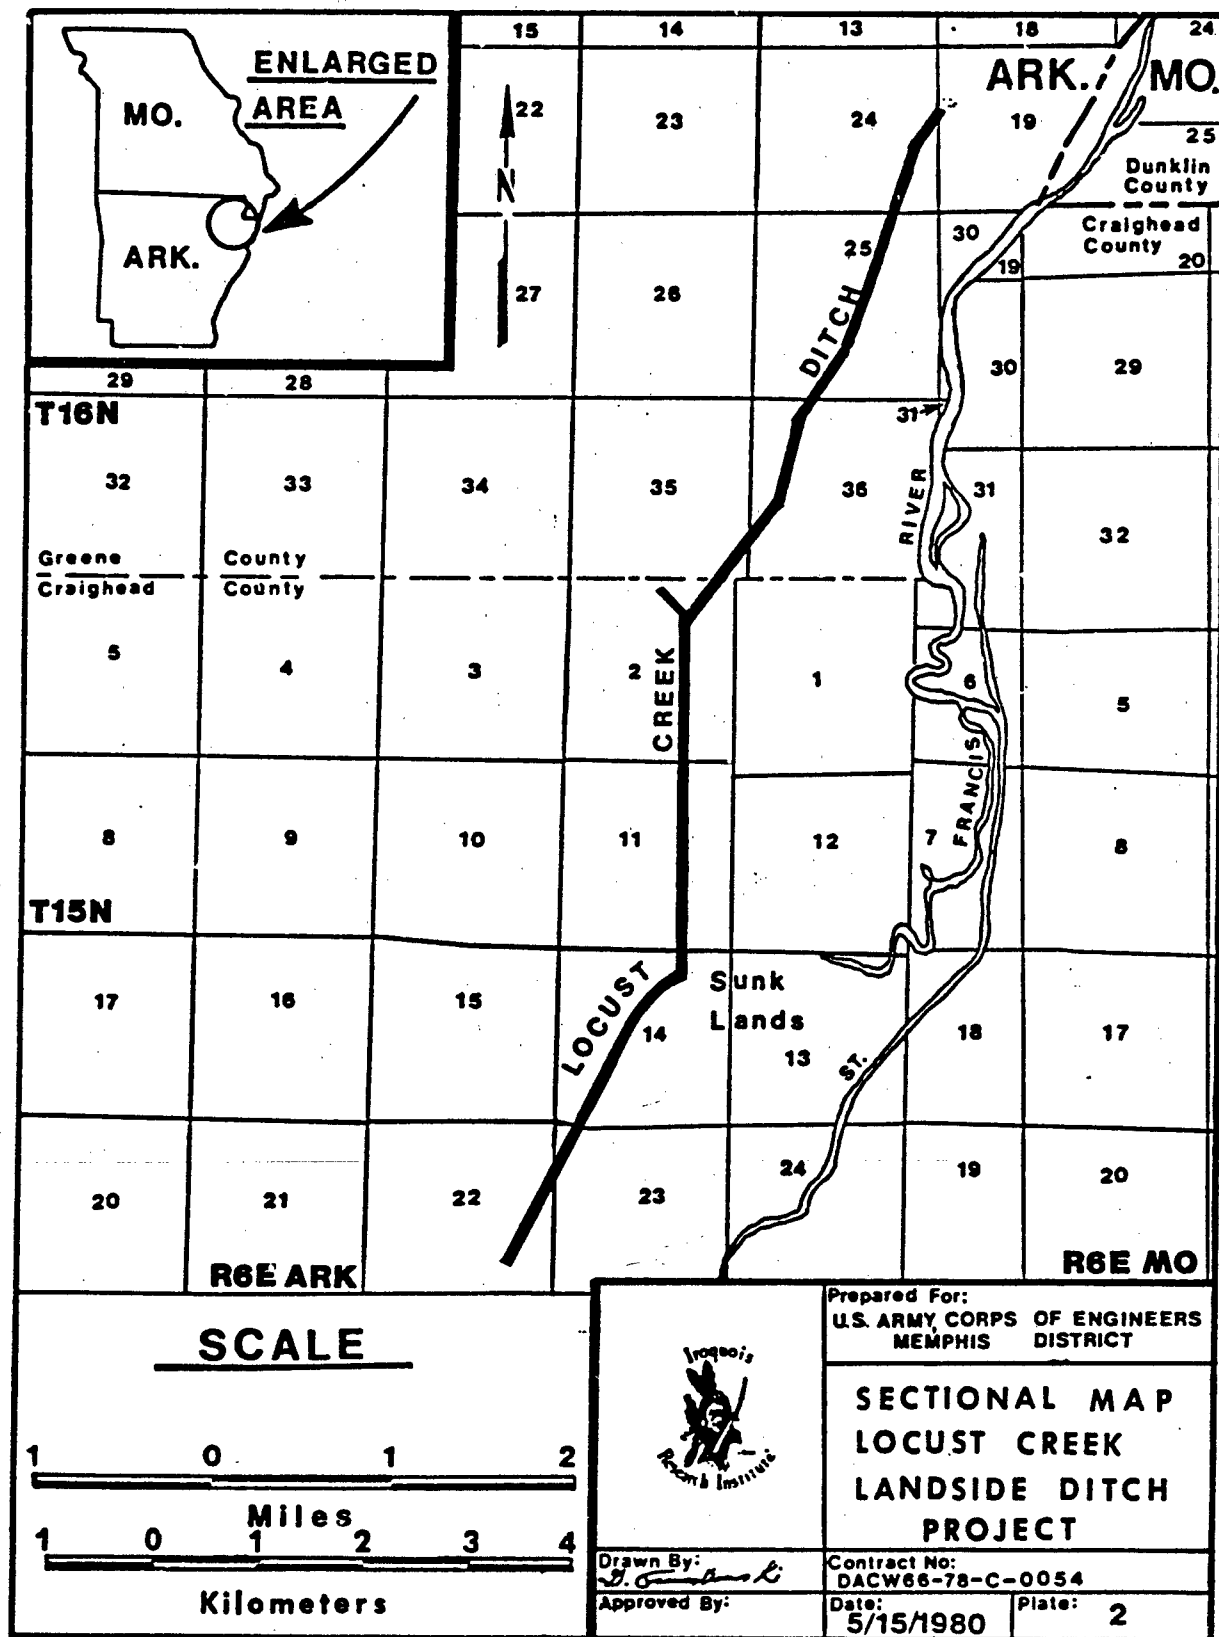 15 14 13 18 24
ENLARGED
AREA
MO.
ARK.
ARK. MO.
22 23 24 19
25
N
Dunklin
County
Craighead
County
25 30
19 20
27 26
DITCH
30 29
29 28
31
T16N
32 33 34 35 36 31
RIVER
32
Greene County
Craighead County
5 4 3 2 1 6 5
CREEK
FRANCIS
8 9 10 11 12 7 8
T15N
LOCUST
Sunk
Lands
17 16 15 14 13 18 17
ST.
20 21 22 23 24 19 20
R6E ARK
R6E MO
SCALE
1 0 1 2
Miles
1 0 1 2 3 4
Kilometers
Iroquois
Research Institute
Prepared For:
U.S. ARMY CORPS OF ENGINEERS
MEMPHIS DISTRICT
SECTIONAL MAP
LOCUST CREEK
LANDSIDE DITCH
PROJECT
Drawn By:
Contract No:
DACW66-78-C-0054
Approved By:
Date:
5/15/1980
Plate:
2